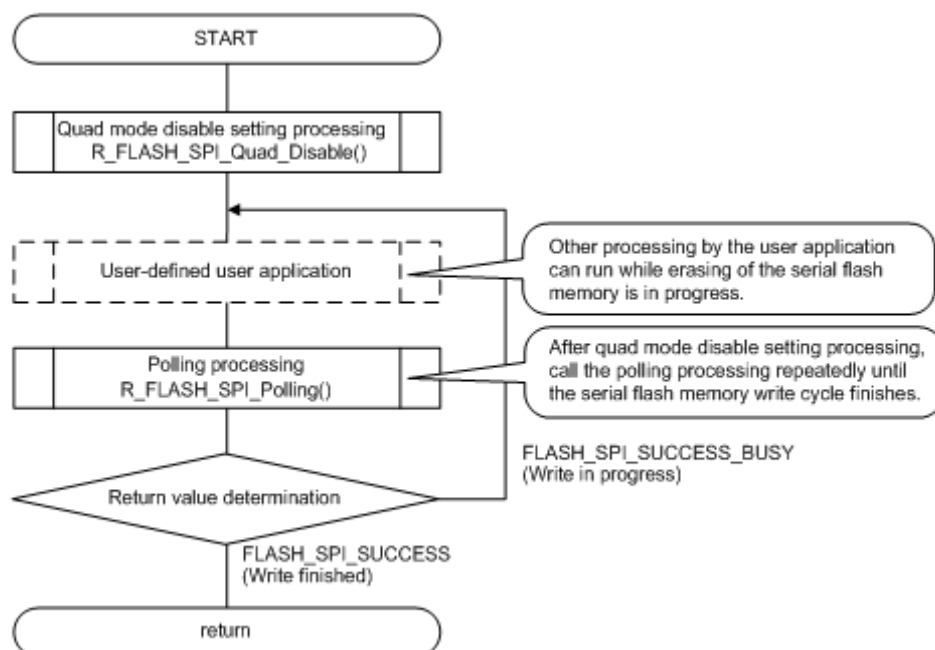 START
Quad mode disable setting processing
R_FLASH_SPI_Quad_Disable()
User-defined user application
Other processing by the user application
can run while erasing of the serial flash
memory is in progress.
Polling processing
R_FLASH_SPI_Polling()
After quad mode disable setting processing,
call the polling processing repeatedly until
the serial flash memory write cycle finishes.
FLASH_SPI_SUCCESS_BUSY
(Write in progress)
Return value determination
FLASH_SPI_SUCCESS
(Write finished)
return